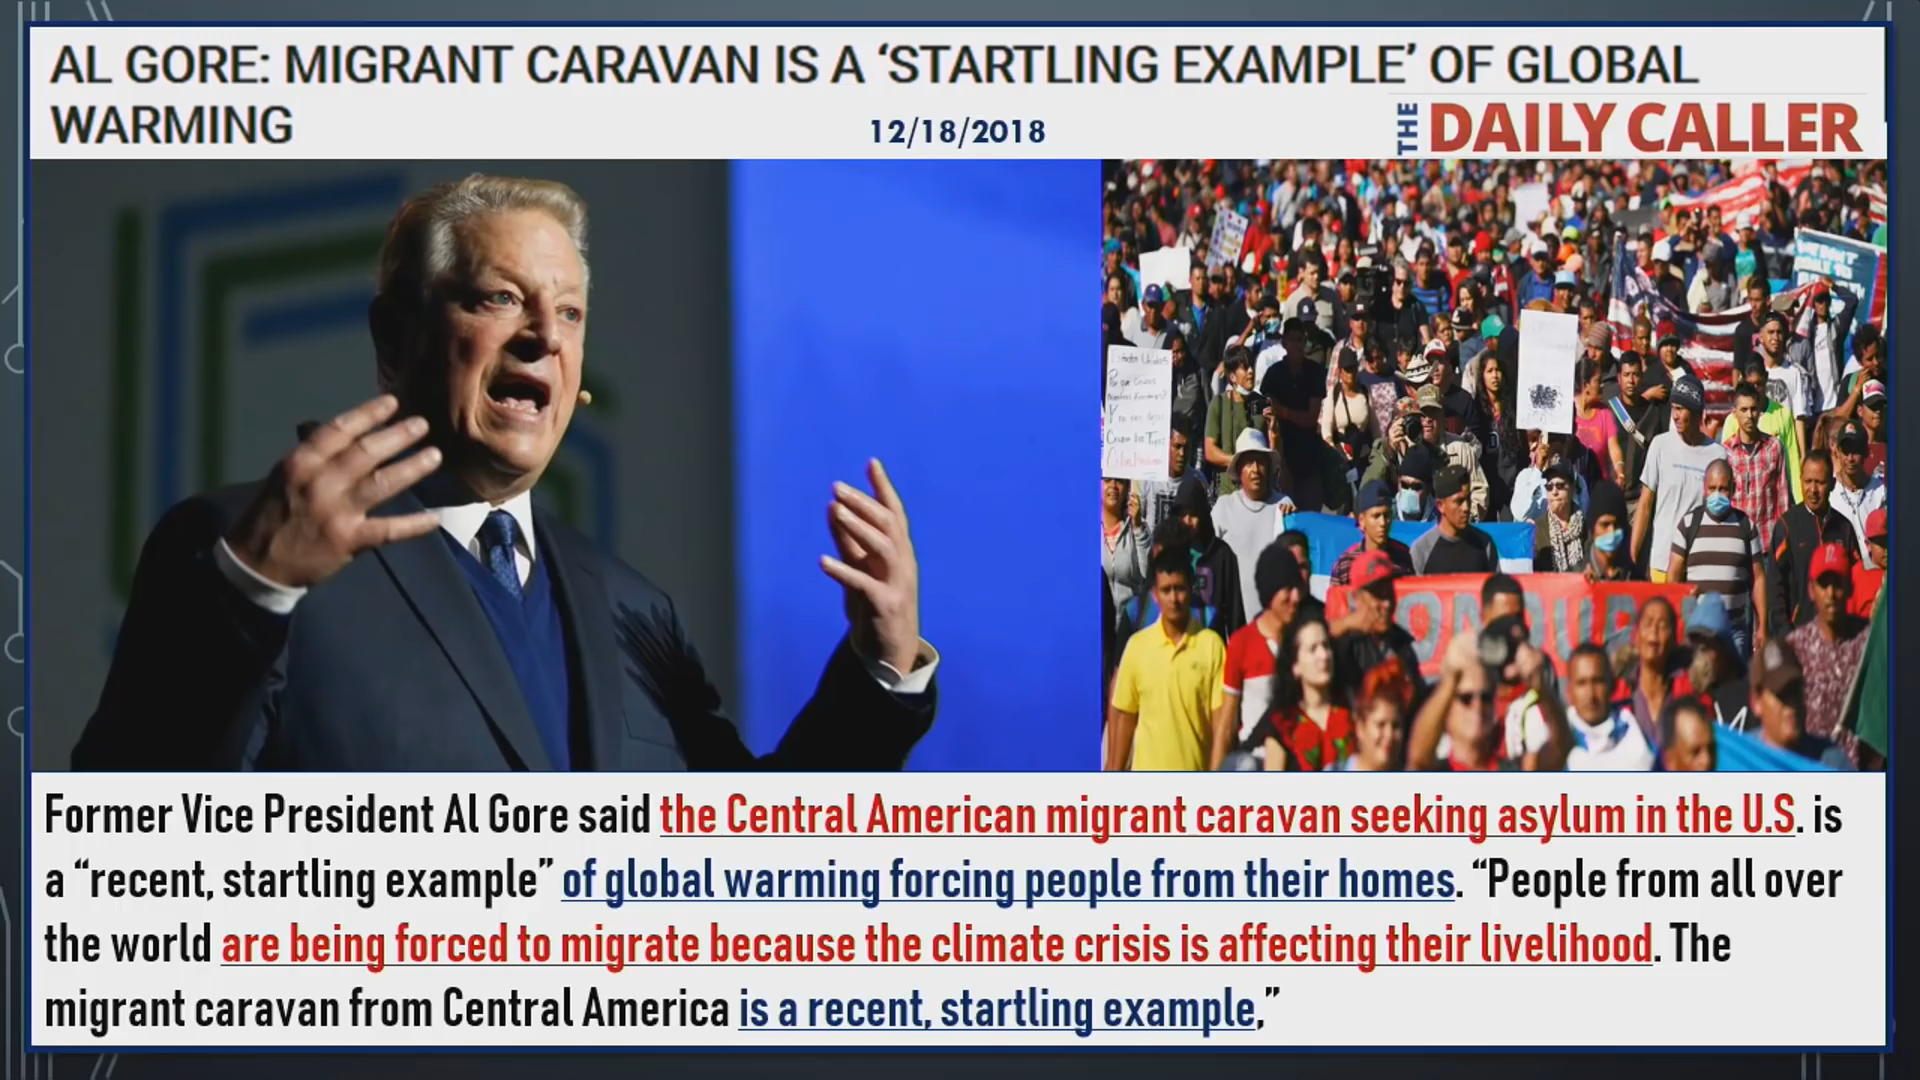 AL GORE: MIGRANT CARAVAN IS A ‘STARTLING EXAMPLE’ OF GLOBAL
WARMING
12/18/2018
THE DAILY CALLER
Estados Unidos
HONDURA
Former Vice President Al Gore said the Central American migrant caravan seeking asylum in the U.S. is
a “recent, startling example” of global warming forcing people from their homes. “People from all over
the world are being forced to migrate because the climate crisis is affecting their livelihood. The
migrant caravan from Central America is a recent, startling example,”